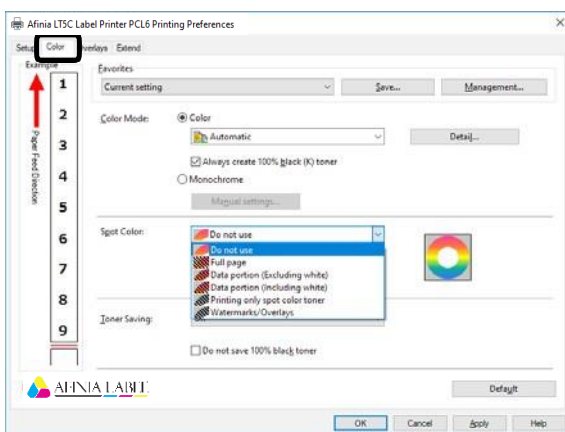 Afinia LT5C Label Printer PCL6 Printing Preferences
Setup Color Overlays Extend
Example
Paper Feed Direction
1
2
3
4
5
6
7
8
9
Favorites
Current setting Save... Management...
Color Mode: Color
Automatic Detail...
Always create 100% black (K) toner
Monochrome
Manual settings...
Spot Color: Do not use
Do not use
Full page
Data portion (Excluding white)
Data portion (Including white)
Printing only spot color toner
Watermarks/Overlays
Toner Saving:
Do not save 100% black toner
AFINIA LABEL
Default
OK Cancel Apply Help